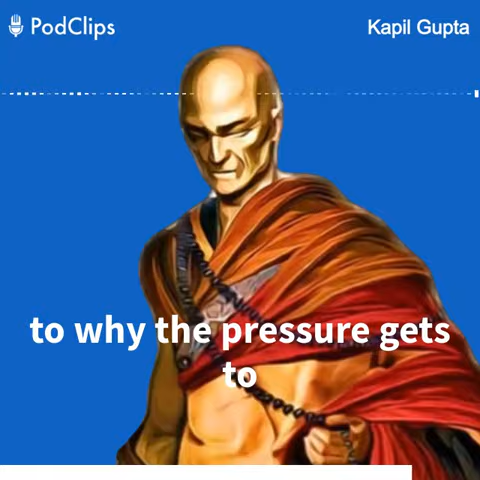 PodClips
Kapil Gupta
to why the pressure gets
to